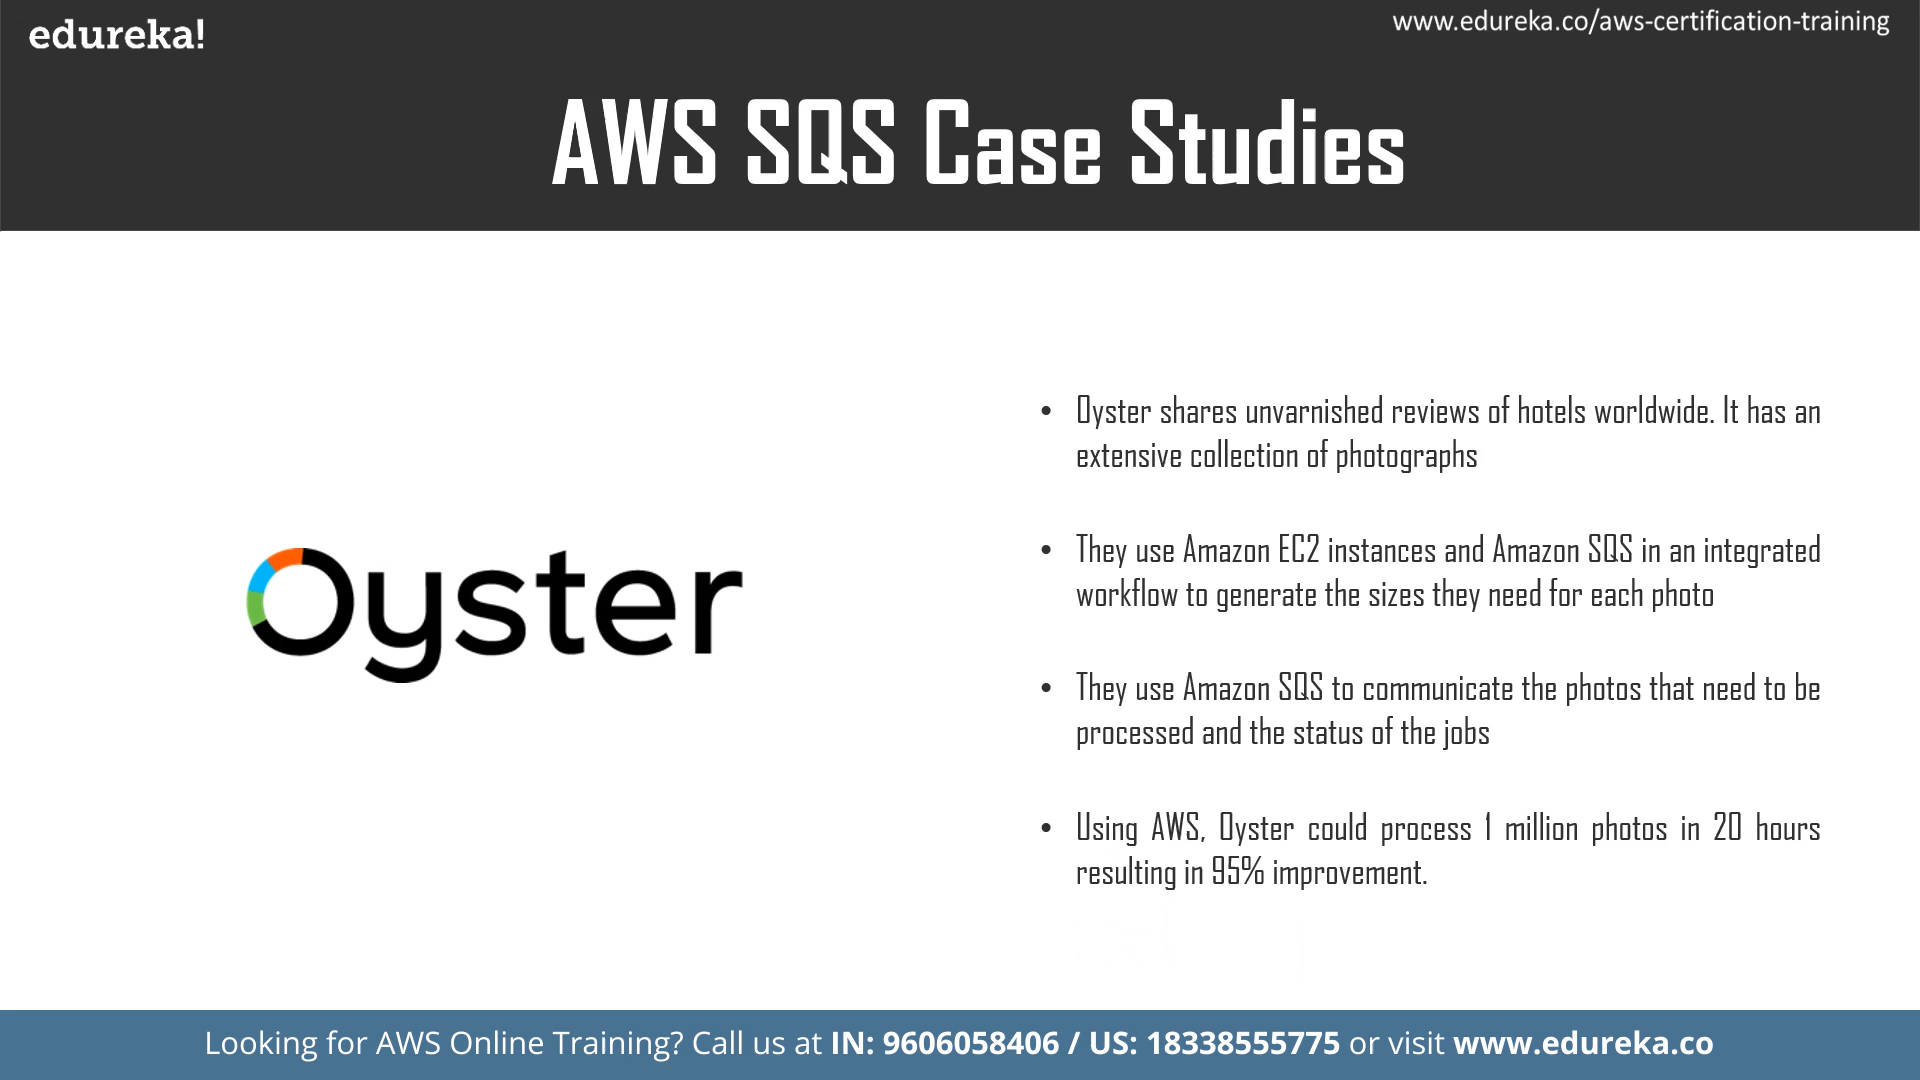 edureka!
www.edureka.co/aws-certification-training
AWS SQS Case Studies
Oyster
• Oyster shares unvarnished reviews of hotels worldwide. It has an
extensive collection of photographs
• They use Amazon EC2 instances and Amazon SQS in an integrated
workflow to generate the sizes they need for each photo
• They use Amazon SQS to communicate the photos that need to be
processed and the status of the jobs
• Using AWS, Oyster could process 1 million photos in 20 hours
resulting in 95% improvement.
Looking for AWS Online Training? Call us at IN: 9606058406 / US: 18338555775 or visit www.edureka.co